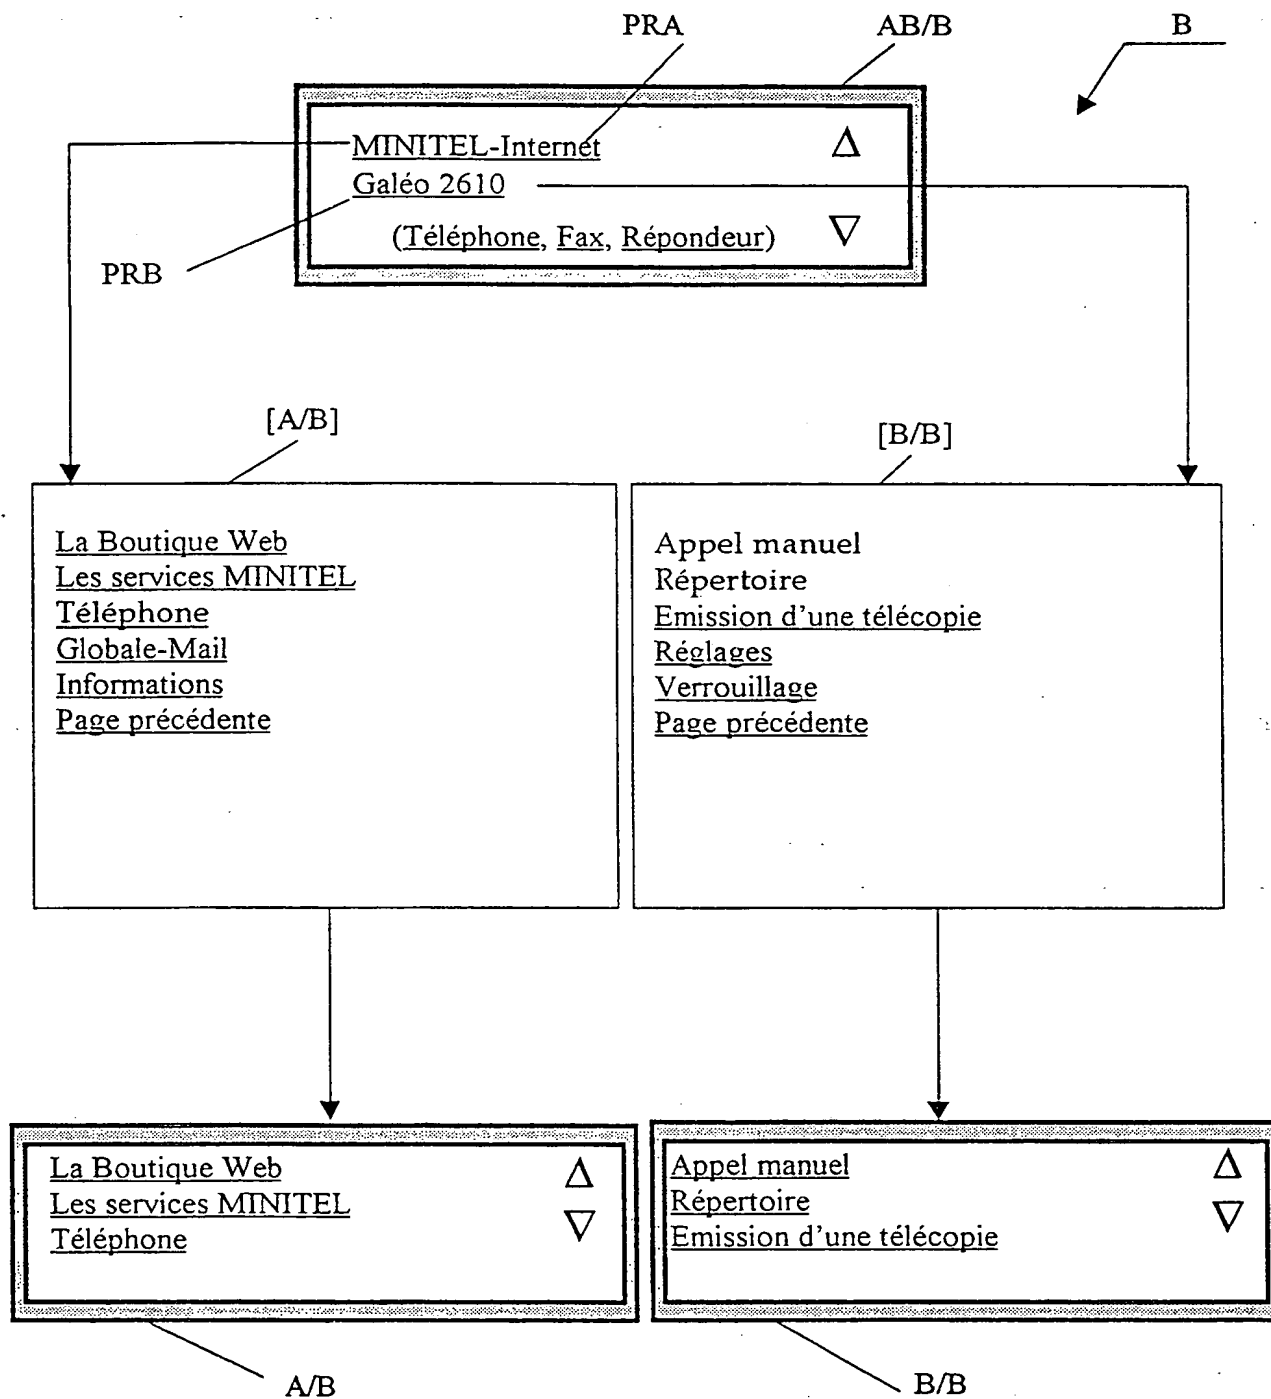 PRA
AB/B
B
MINITEL-Internet
Galéo 2610
(Téléphone, Fax, Répondeur)
PRB
[A/B]
[B/B]
La Boutique Web
Les services MINITEL
Téléphone
Globale-Mail
Informations
Page précédente
Appel manuel
Répertoire
Emission d'une télécopie
Réglages
Verrouillage
Page précédente
La Boutique Web
Les services MINITEL
Téléphone
Appel manuel
Répertoire
Emission d'une télécopie
A/B
B/B